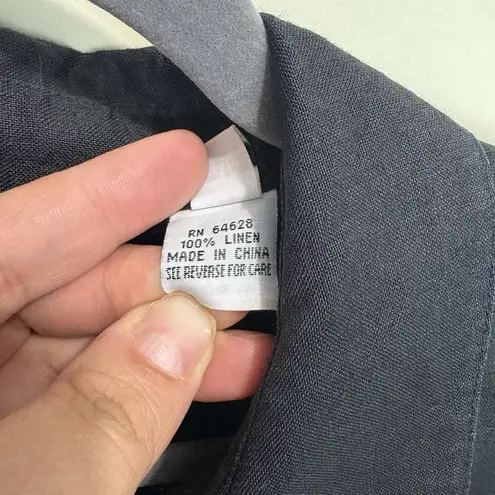 RN 64628
100% LINEN
MADE IN CHINA
SEE REVERSE FOR CARE